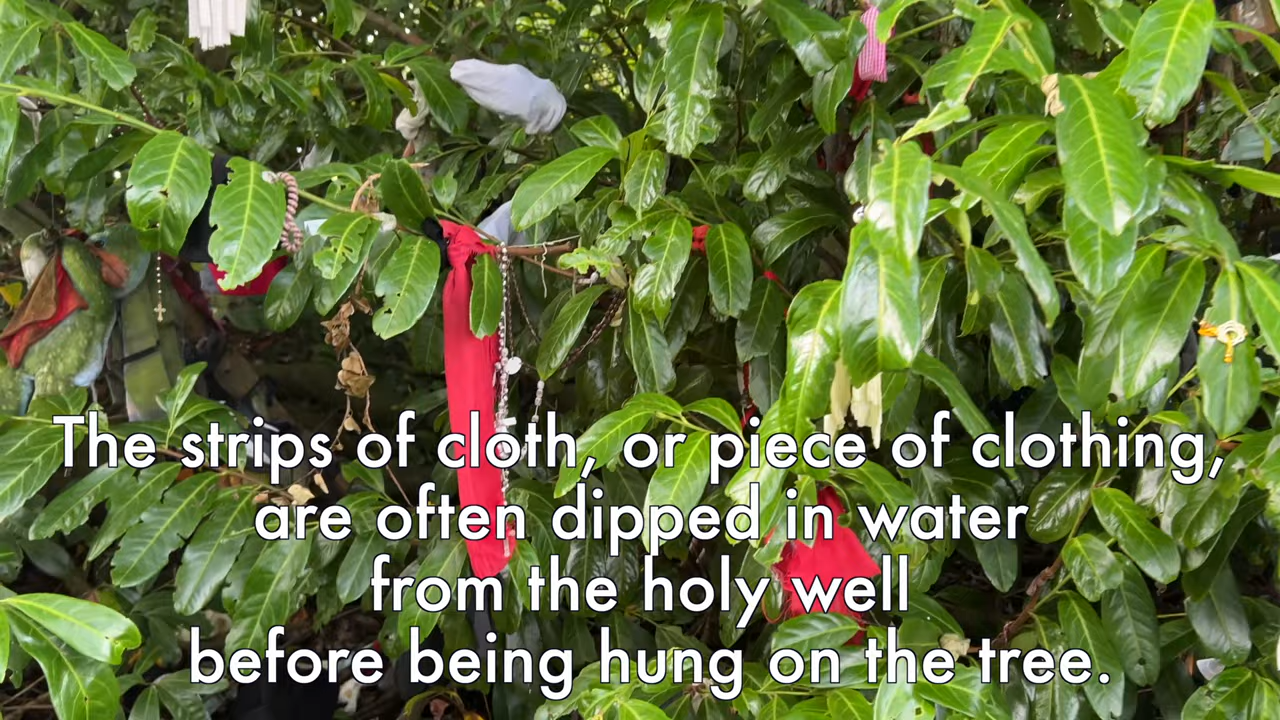 The strips of cloth, or piece of clothing,
are often dipped in water
from the holy well
before being hung on the tree.